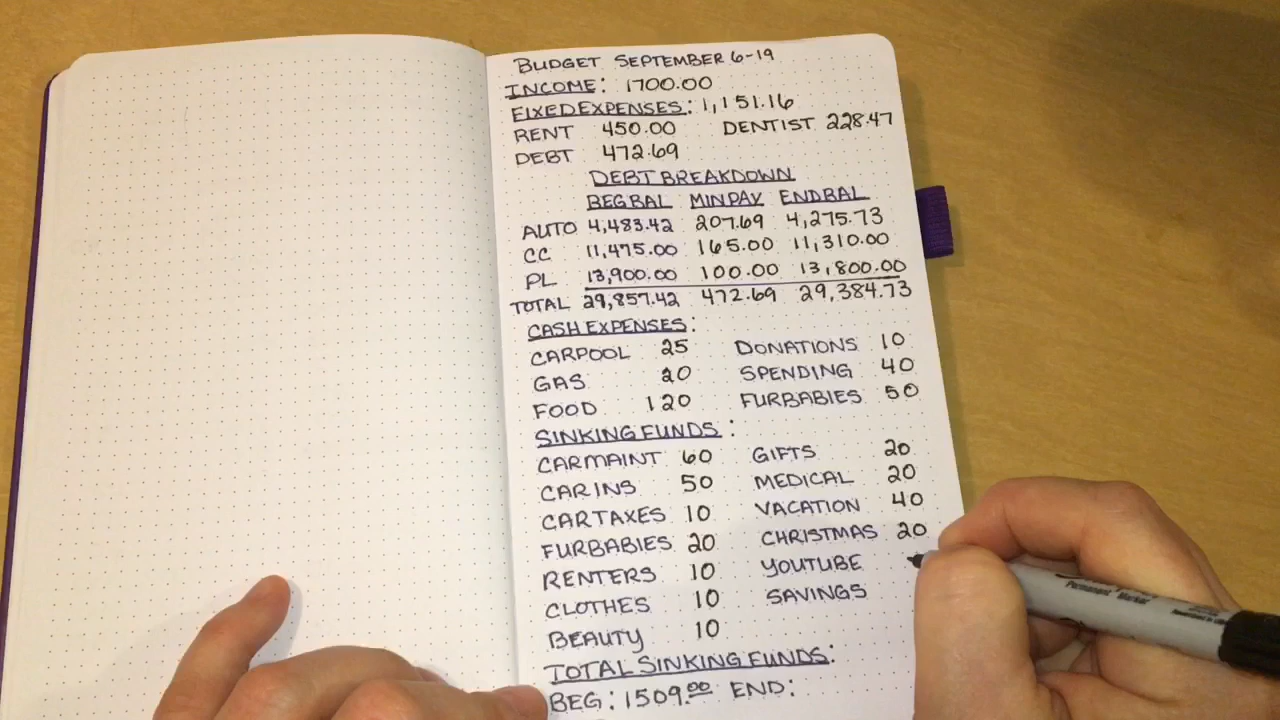 BUDGET SEPTEMBER 6-19
INCOME: 1700.00
FIXED EXPENSES: 1,151.16
RENT 450.00 DENTIST 228.47
DEBT 472.69
DEBT BREAKDOWN
BEG BAL MIN PAY END BAL
AUTO 4,483.42 207.69 4,275.73
CC 11,475.00 165.00 11,310.00
PL 13,900.00 100.00 13,800.00
TOTAL 29,857.42 472.69 29,384.73
CASH EXPENSES:
CARPOOL 25 DONATIONS 10
GAS 20 SPENDING 40
FOOD 120 FURBABIES 50
SINKING FUNDS:
CAR MAINT 60 GIFTS 20
CAR INS 50 MEDICAL 20
CAR TAXES 10 VACATION 40
FURBABIES 20 CHRISTMAS 20
RENTERS 10 YOUTUBE
CLOTHES 10 SAVINGS
BEAUTY 10
TOTAL SINKING FUNDS:
BEG: 1509.00 END:
Permanent Marker